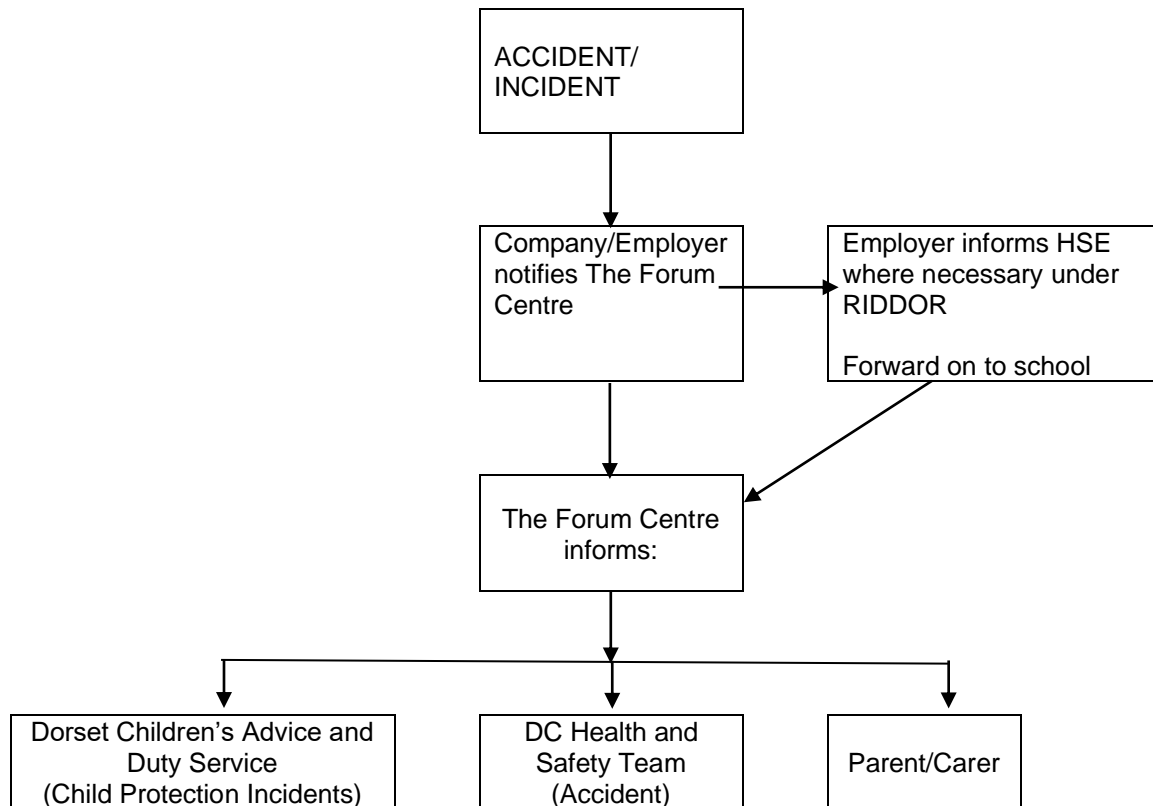 ACCIDENT/
INCIDENT
Company/Employer
notifies The Forum
Centre
Employer informs HSE
where necessary under
RIDDOR
Forward on to school
The Forum Centre
informs:
Dorset Children’s Advice and
Duty Service
(Child Protection Incidents)
DC Health and
Safety Team
(Accident)
Parent/Carer